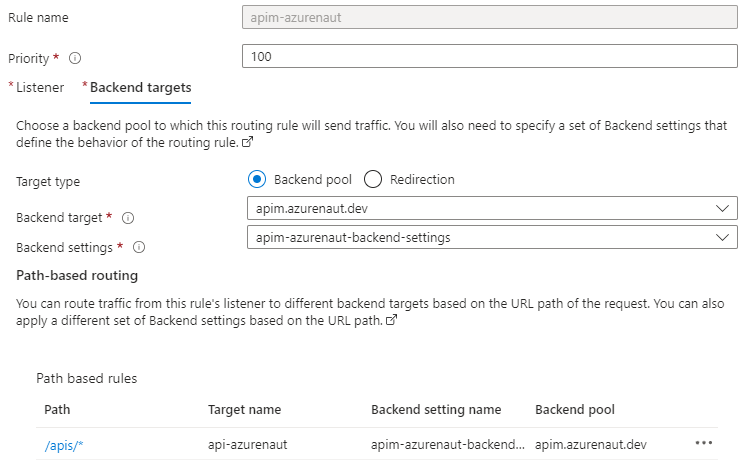 Rule name
apim-azurenaut
Priority *
100
* Listener
* Backend targets
Choose a backend pool to which this routing rule will send traffic. You will also need to specify a set of Backend settings that
define the behavior of the routing rule.
Target type
Backend pool
Redirection
Backend target *
apim.azurenaut.dev
Backend settings *
apim-azurenaut-backend-settings
Path-based routing
You can route traffic from this rule's listener to different backend targets based on the URL path of the request. You can also
apply a different set of Backend settings based on the URL path.
Path based rules
Path Target name Backend setting name Backend pool
/apis/* api-azurenaut apim-azurenaut-backend... apim.azurenaut.dev ...